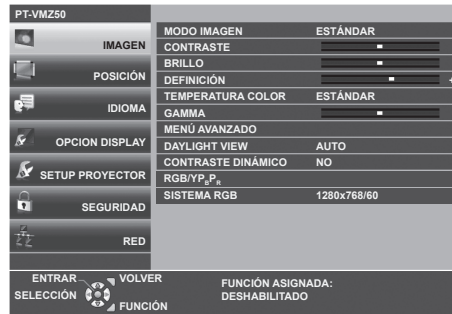 PT-VMZ50
IMAGEN
POSICIÓN
IDIOMA
OPCION DISPLAY
SETUP PROYECTOR
SEGURIDAD
RED
MODO IMAGEN ESTÁNDAR
CONTRASTE
BRILLO
DEFINICIÓN +
TEMPERATURA COLOR ESTÁNDAR
GAMMA
MENÚ AVANZADO
DAYLIGHT VIEW AUTO
CONTRASTE DINÁMICO NO
RGB/YPBPR
SISTEMA RGB 1280x768/60
ENTRAR VOLVER
SELECCIÓN
FUNCIÓN
FUNCIÓN ASIGNADA:
DESHABILITADO